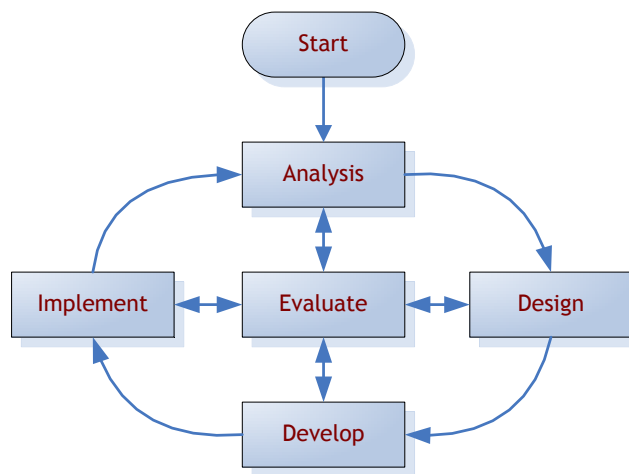 Start
Analysis
Implement
Evaluate
Design
Develop